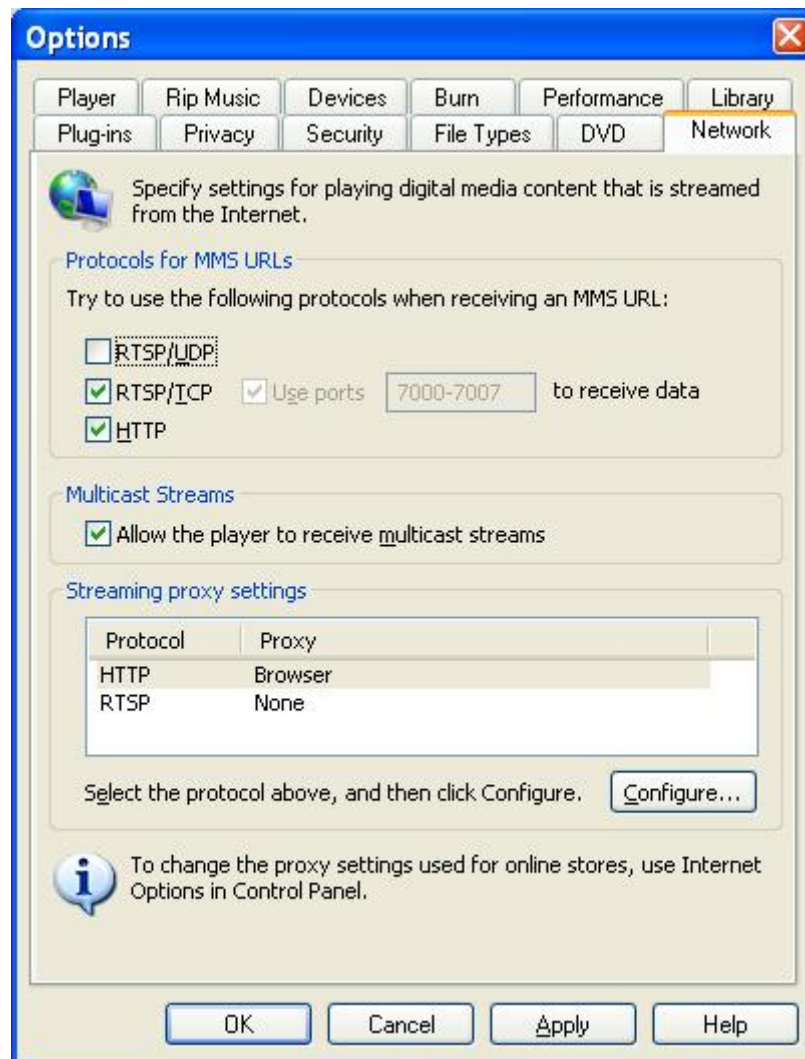 Options
Player Rip Music Devices Burn Performance Library
Plug-ins Privacy Security File Types DVD Network
Specify settings for playing digital media content that is streamed
from the Internet.
Protocols for MMS URLs
Try to use the following protocols when receiving an MMS URL:
RTSP/UDP
RTSP/TCP Use ports 7000-7007 to receive data
HTTP
Multicast Streams
Allow the player to receive multicast streams
Streaming proxy settings
Protocol Proxy
HTTP Browser
RTSP None
Select the protocol above, and then click Configure. Configure...
To change the proxy settings used for online stores, use Internet
Options in Control Panel.
OK Cancel Apply Help